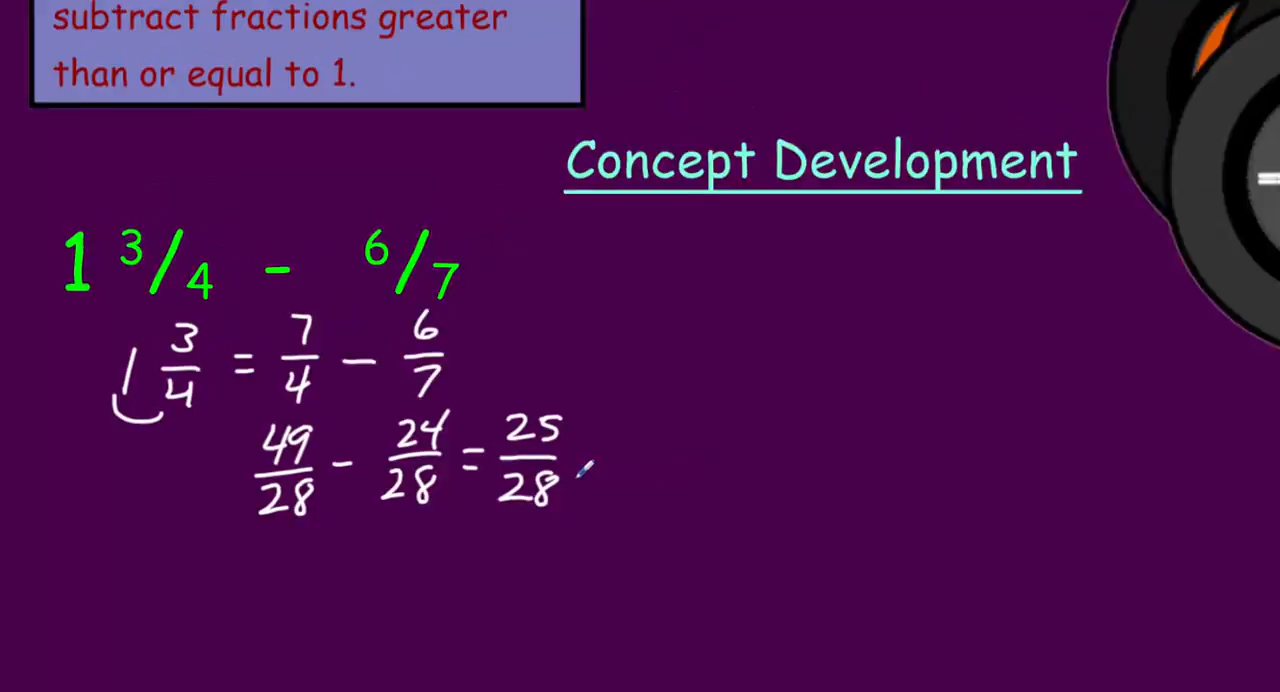 subtract fractions greater
than or equal to 1.
Concept Development
1 3/4 - 6/7
1 3/4 = 7/4 - 6/7
49/28 - 24/28 = 25/28
=